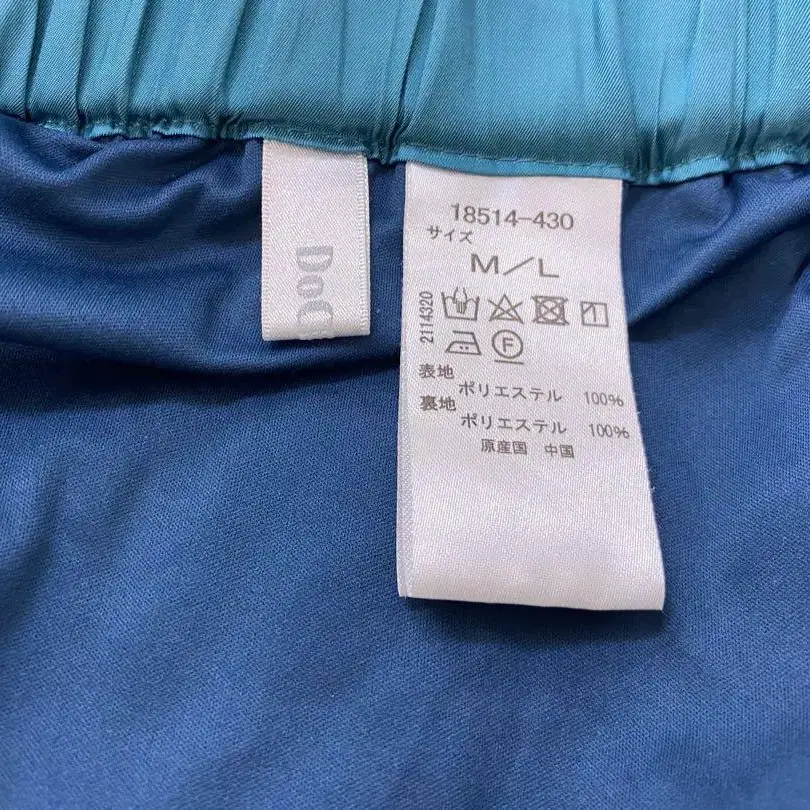 18514-430
サイズ
M/L
2114320
F
表地
ポリエステル 100%
裏地
ポリエステル 100%
原産国 中国